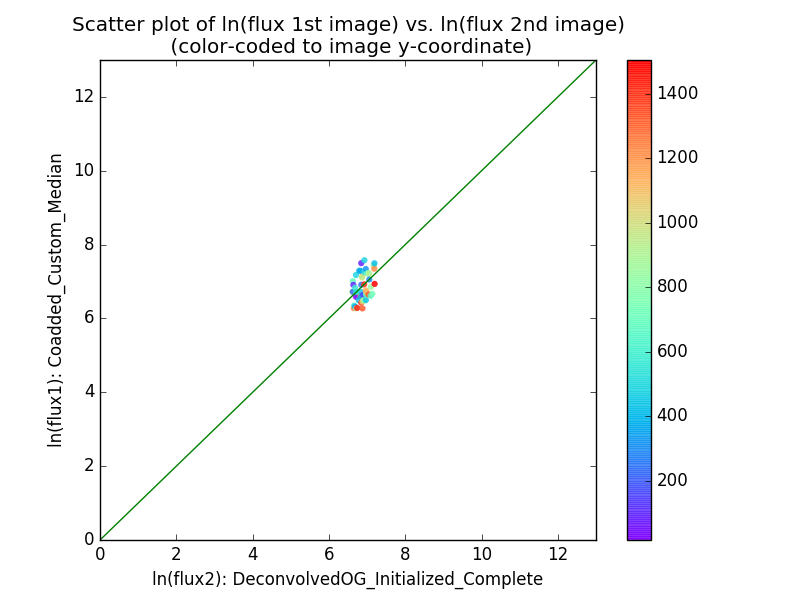 Scatter plot of ln(flux 1st image) vs. ln(flux 2nd image)
(color-coded to image y-coordinate)
12
10
8
6
4
2
0
0 2 4 6 8 10 12
ln(flux1): Coadded_Custom_Median
ln(flux2): DeconvolvedOG_Initialized_Complete
1400
1200
1000
800
600
400
200